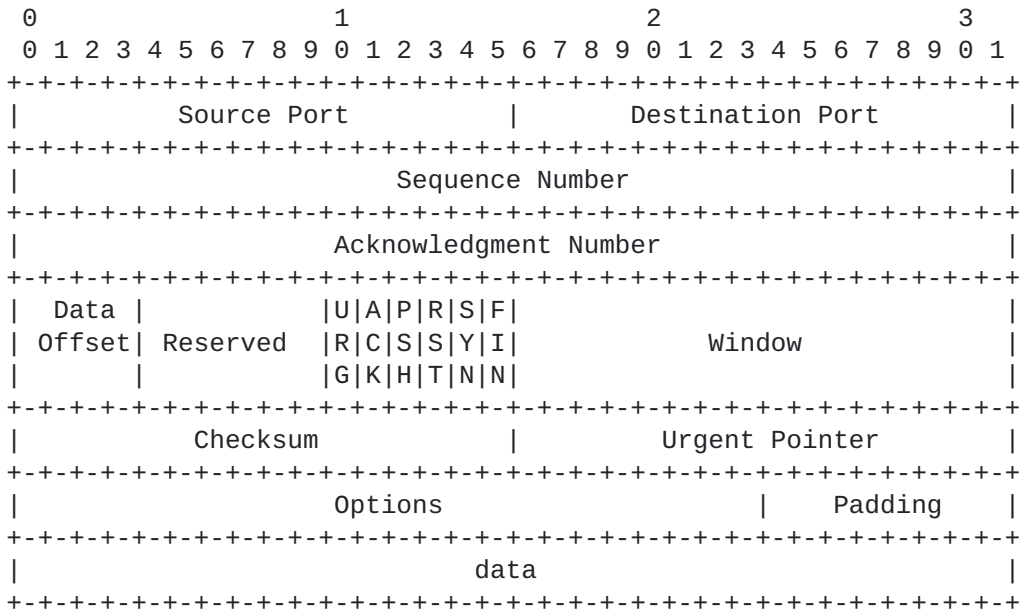 0                   1                   2                   3
 0 1 2 3 4 5 6 7 8 9 0 1 2 3 4 5 6 7 8 9 0 1 2 3 4 5 6 7 8 9 0 1
+-+-+-+-+-+-+-+-+-+-+-+-+-+-+-+-+-+-+-+-+-+-+-+-+-+-+-+-+-+-+-+-+
|          Source Port          |       Destination Port        |
+-+-+-+-+-+-+-+-+-+-+-+-+-+-+-+-+-+-+-+-+-+-+-+-+-+-+-+-+-+-+-+-+
|                        Sequence Number                        |
+-+-+-+-+-+-+-+-+-+-+-+-+-+-+-+-+-+-+-+-+-+-+-+-+-+-+-+-+-+-+-+-+
|                    Acknowledgment Number                      |
+-+-+-+-+-+-+-+-+-+-+-+-+-+-+-+-+-+-+-+-+-+-+-+-+-+-+-+-+-+-+-+-+
|  Data |           |U|A|P|R|S|F|                               |
| Offset| Reserved  |R|C|S|S|Y|I|            Window             |
|       |           |G|K|H|T|N|N|                               |
+-+-+-+-+-+-+-+-+-+-+-+-+-+-+-+-+-+-+-+-+-+-+-+-+-+-+-+-+-+-+-+-+
|           Checksum            |         Urgent Pointer        |
+-+-+-+-+-+-+-+-+-+-+-+-+-+-+-+-+-+-+-+-+-+-+-+-+-+-+-+-+-+-+-+-+
|                    Options                    |    Padding    |
+-+-+-+-+-+-+-+-+-+-+-+-+-+-+-+-+-+-+-+-+-+-+-+-+-+-+-+-+-+-+-+-+
|                             data                              |
+-+-+-+-+-+-+-+-+-+-+-+-+-+-+-+-+-+-+-+-+-+-+-+-+-+-+-+-+-+-+-+-+